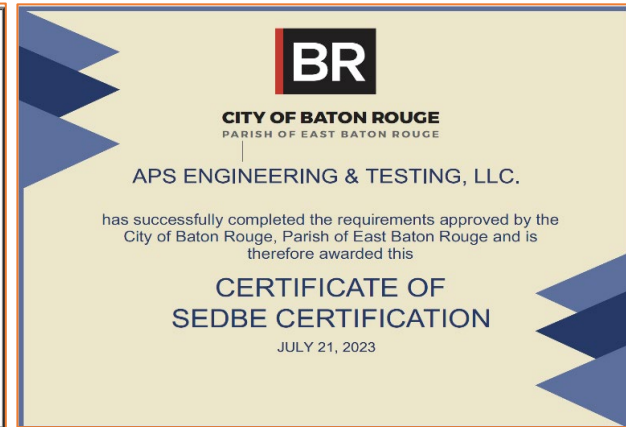 BR
CITY OF BATON ROUGE
PARISH OF EAST BATON ROUGE
APS ENGINEERING & TESTING, LLC.
has successfully completed the requirements approved by the
City of Baton Rouge, Parish of East Baton Rouge and is
therefore awarded this
CERTIFICATE OF
SEDBE CERTIFICATION
JULY 21, 2023